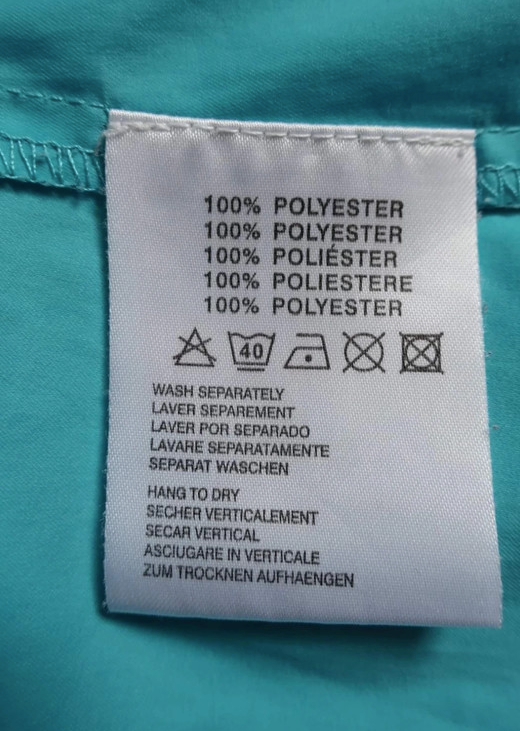 100% POLYESTER
100% POLYESTER
100% POLIÉSTER
100% POLIESTERE
100% POLYESTER
40
WASH SEPARATELY
LAVER SEPAREMENT
LAVER POR SEPARADO
LAVARE SEPARATAMENTE
SEPARAT WASCHEN
HANG TO DRY
SECHER VERTICALEMENT
SECAR VERTICAL
ASCIUGARE IN VERTICALE
ZUM TROCKNEN AUFHAENGEN